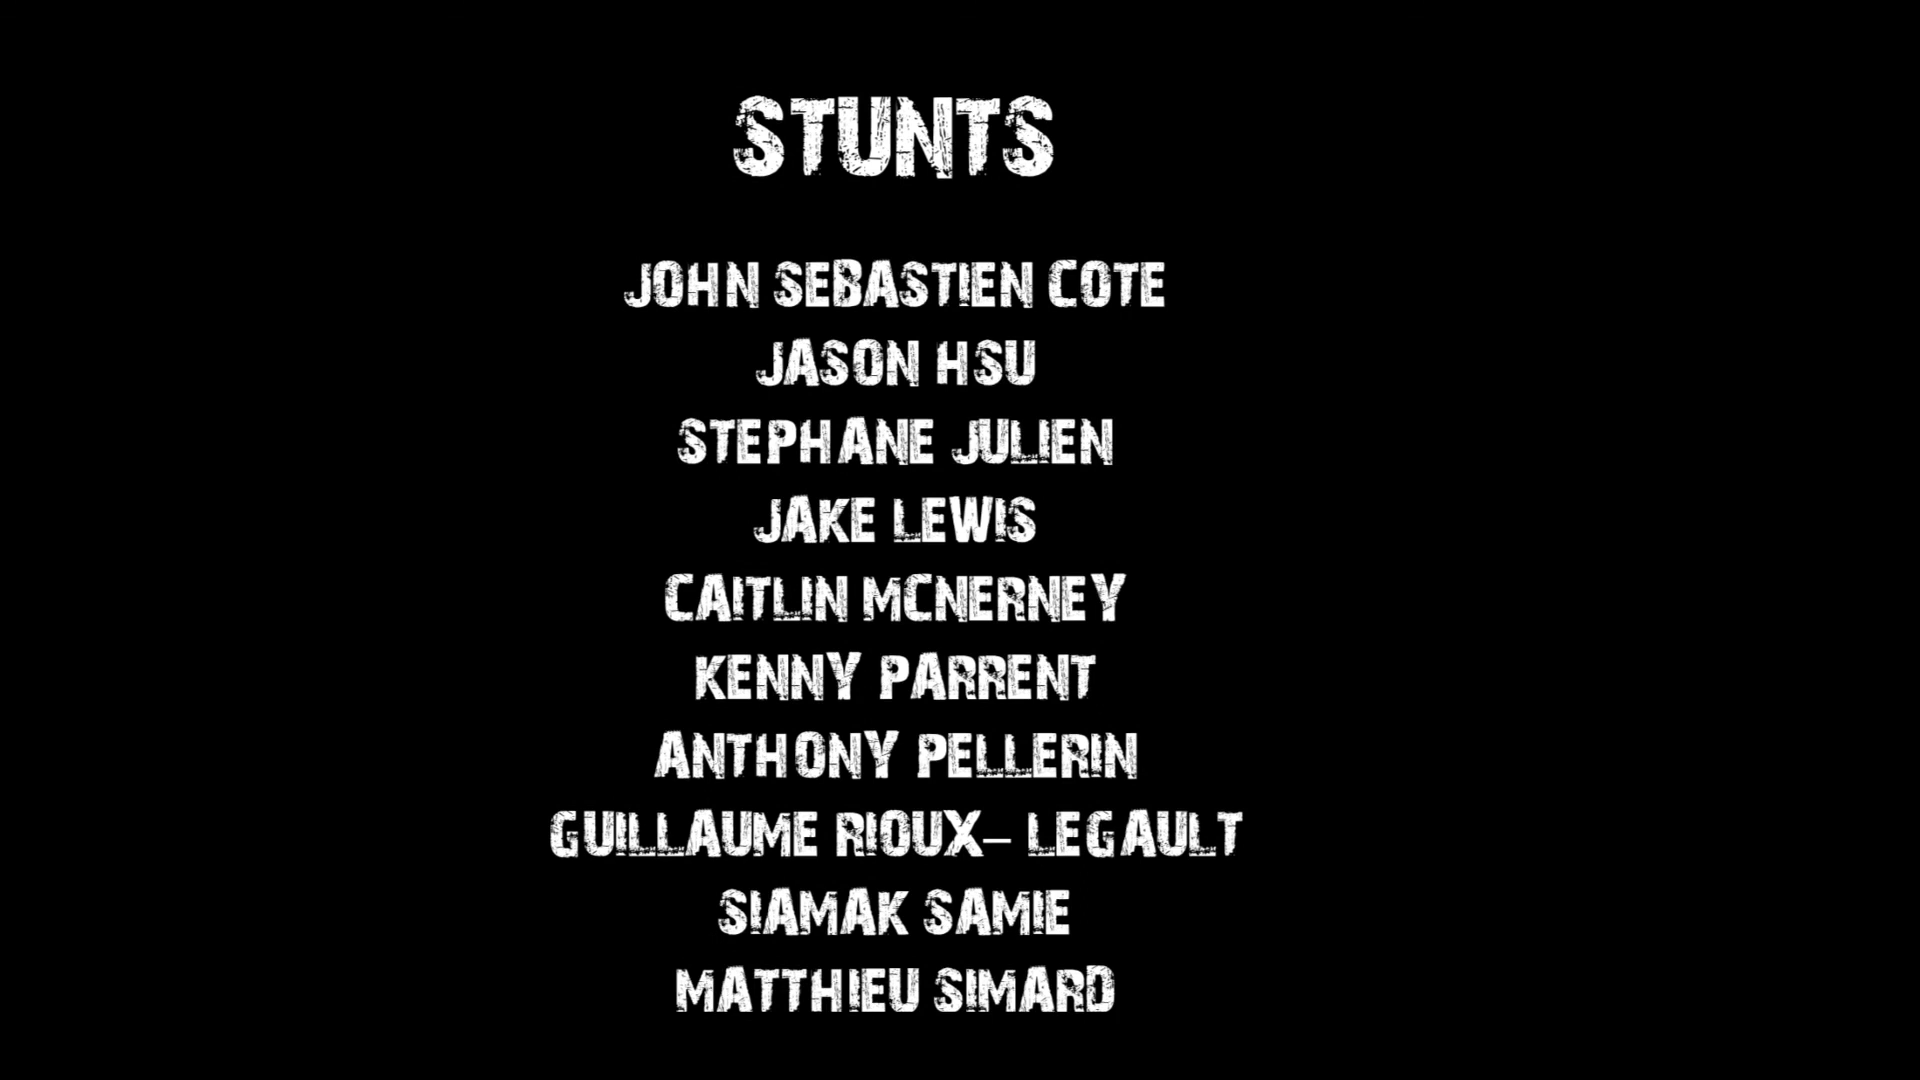 STUNTS
JOHN SEBASTIEN COTE
JASON HSU
STEPHANE JULIEN
JAKE LEWIS
CAITLIN MCNERNEY
KENNY PARRENT
ANTHONY PELLERIN
GUILLAUME RIOUX– LEGAULT
SIAMAK SAMIE
MATTHIEU SIMARD